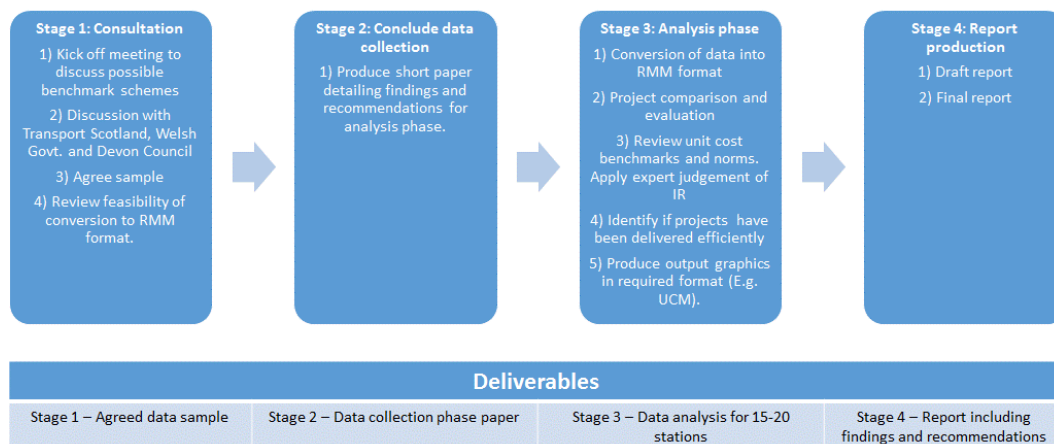 Stage 1: Consultation
1) Kick off meeting to
discuss possible
benchmark schemes
2) Discussion with
Transport Scotland, Welsh
Govt. and Devon Council
3) Agree sample
4) Review feasibility of
conversion to RMM
format.
Stage 2: Conclude data
collection
1) Produce short paper
detailing findings and
recommendations for
analysis phase.
Stage 3: Analysis phase
1) Conversion of data into
RMM format
2) Project comparison and
evaluation
3) Review unit cost
benchmarks and norms.
Apply expert judgement of
IR
4) Identify if projects have
been delivered efficiently
5) Produce output graphics
in required format (E.g.
UCM).
Stage 4: Report
production
1) Draft report
2) Final report
Deliverables
Stage 1 – Agreed data sample
Stage 2 – Data collection phase paper
Stage 3 – Data analysis for 15-20
stations
Stage 4 – Report including
findings and recommendations